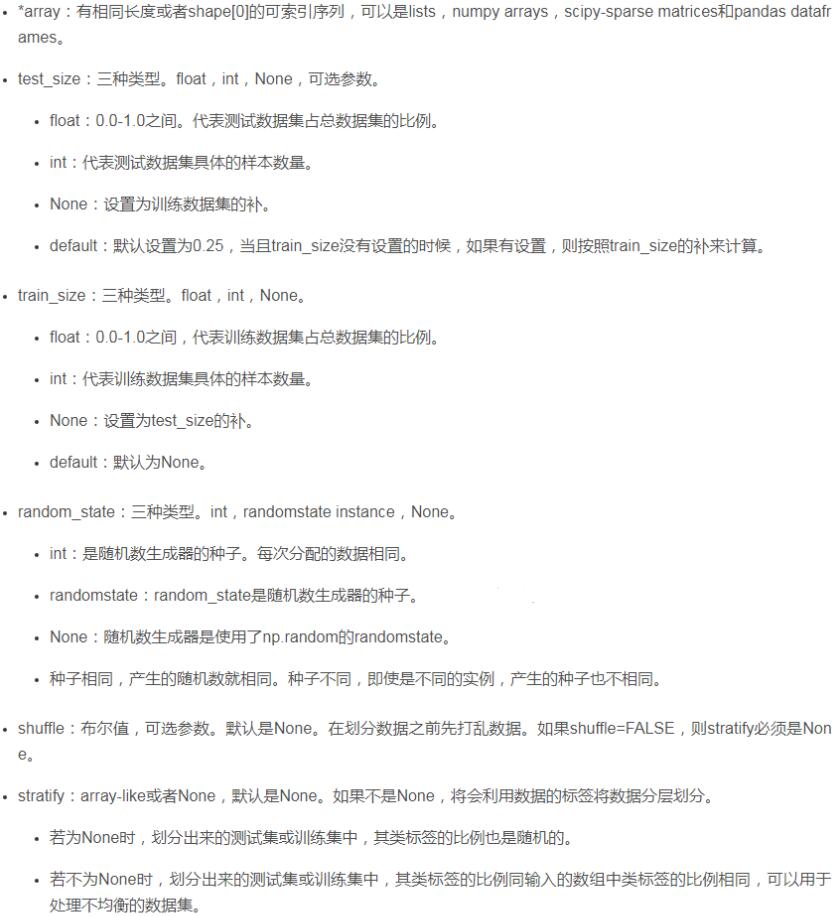 *array：有相同长度或者shape[0]的可索引序列，可以是lists，numpy arrays，scipy-sparse matrices和pandas datafr
ames。
test_size：三种类型。float，int，None，可选参数。
float：0.0-1.0之间。代表测试数据集占总数据集的比例。
int：代表测试数据集具体的样本数量。
None：设置为训练数据集的补。
default：默认设置为0.25，当且train_size没有设置的时候，如果有设置，则按照train_size的补来计算。
train_size：三种类型。float，int，None。
float：0.0-1.0之间，代表训练数据集占总数据集的比例。
int：代表训练数据集具体的样本数量。
None：设置为test_size的补。
default：默认为None。
random_state：三种类型。int，randomstate instance，None。
int：是随机数生成器的种子。每次分配的数据相同。
randomstate：random_state是随机数生成器的种子。
None：随机数生成器是使用了np.random的randomstate。
种子相同，产生的随机数就相同。种子不同，即使是不同的实例，产生的种子也不相同。
shuffle：布尔值，可选参数。默认是None。在划分数据之前先打乱数据。如果shuffle=FALSE，则stratify必须是Non
e。
stratify：array-like或者None，默认是None。如果不是None，将会利用数据的标签将数据分层划分。
若为None时，划分出来的测试集或训练集中，其类标签的比例也是随机的。
若不为None时，划分出来的测试集或训练集中，其类标签的比例同输入的数组中类标签的比例相同，可以用于
处理不均衡的数据集。